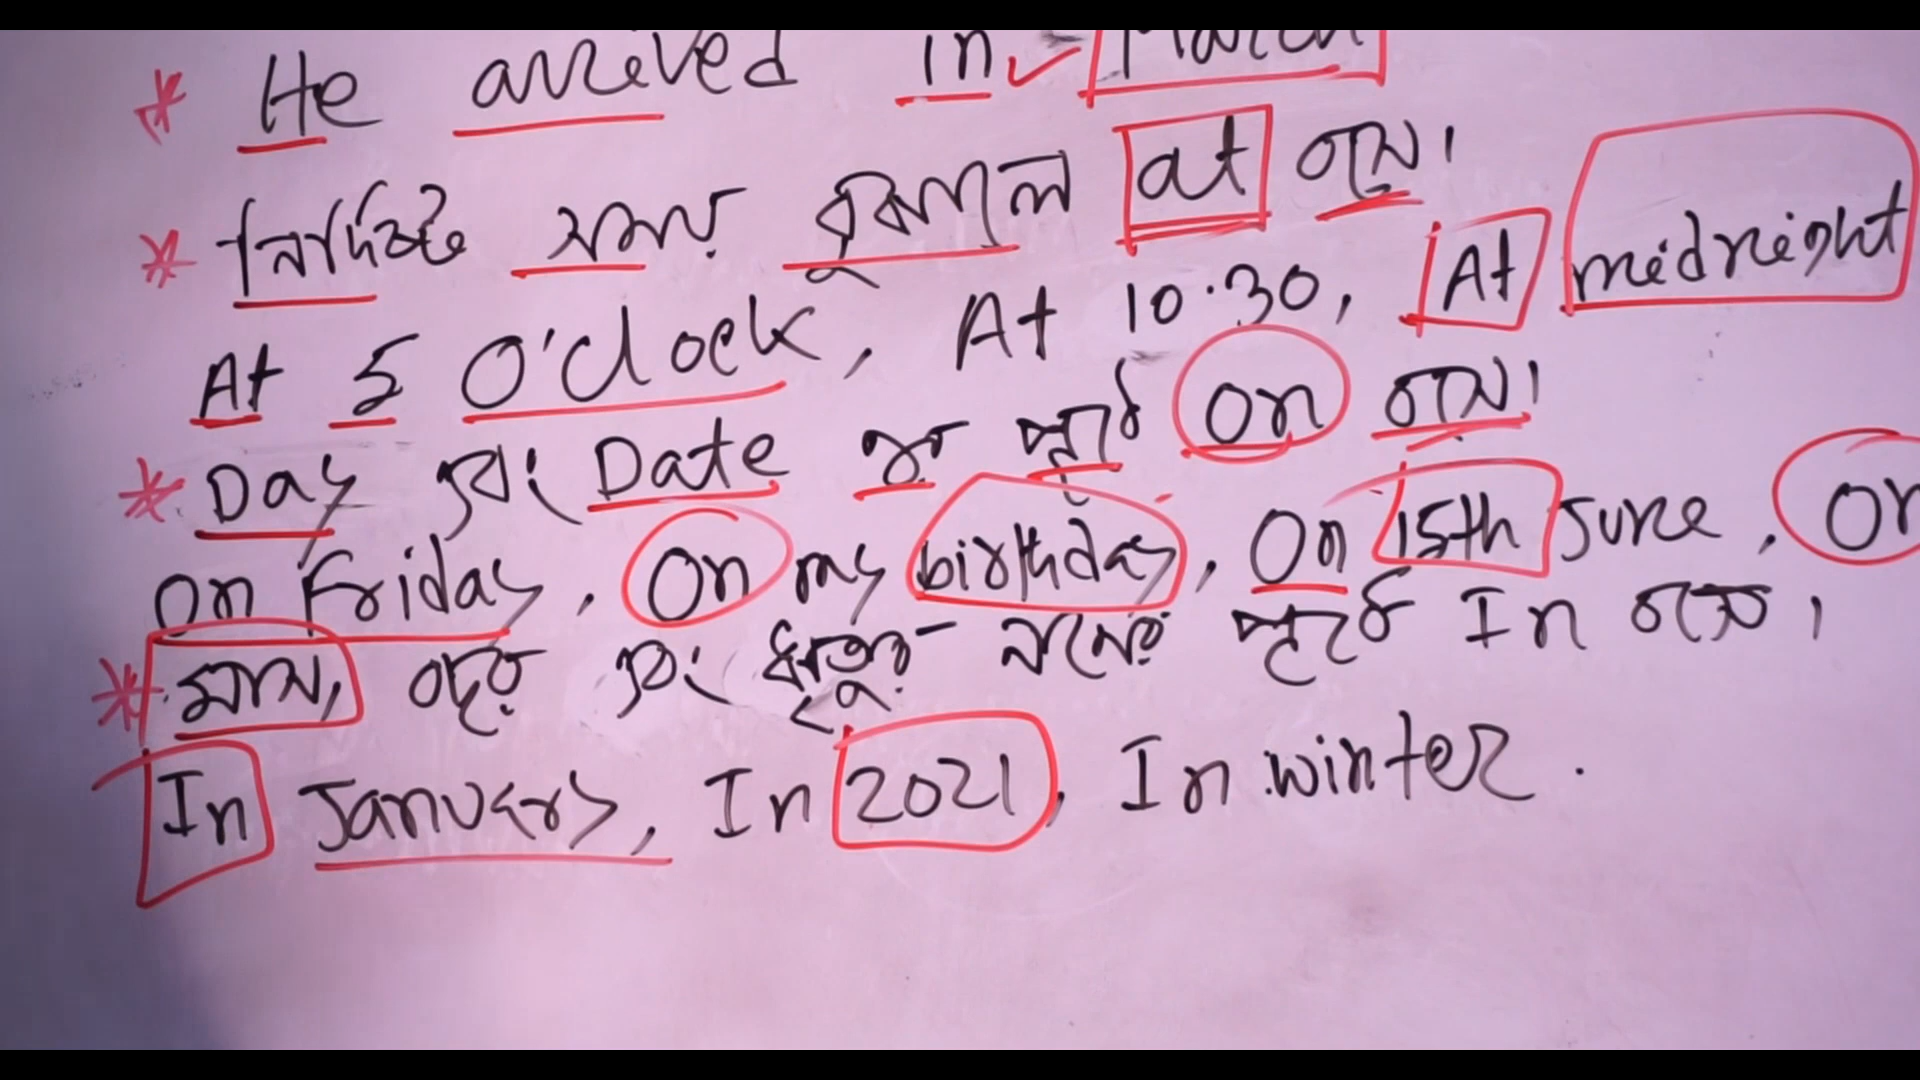 * He arrived in March
* নির্দিষ্ট সময় বুঝালে at বসে।
At 5 O'Clock, At 10.30, At midnight
* Day এবং Date এর পূর্বে on বসে।
On Friday, On my birthday, On 15th June, On
* মাস, বছর এবং ঋতুর নামের পূর্বে In বসে।
In January, In 2021, In winter.